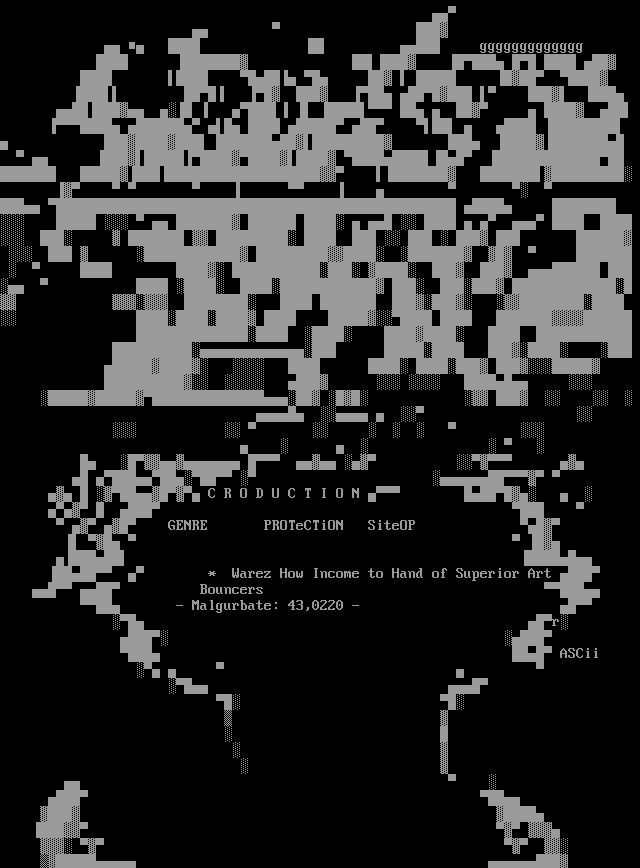 ggggggggggggg
C R O D U C T I O N
GENRE PROTeCTiON SiteOP
* Warez How Income to Hand of Superior Art
Bouncers
- Malgurbate: 43,0220 -
r
ASCii